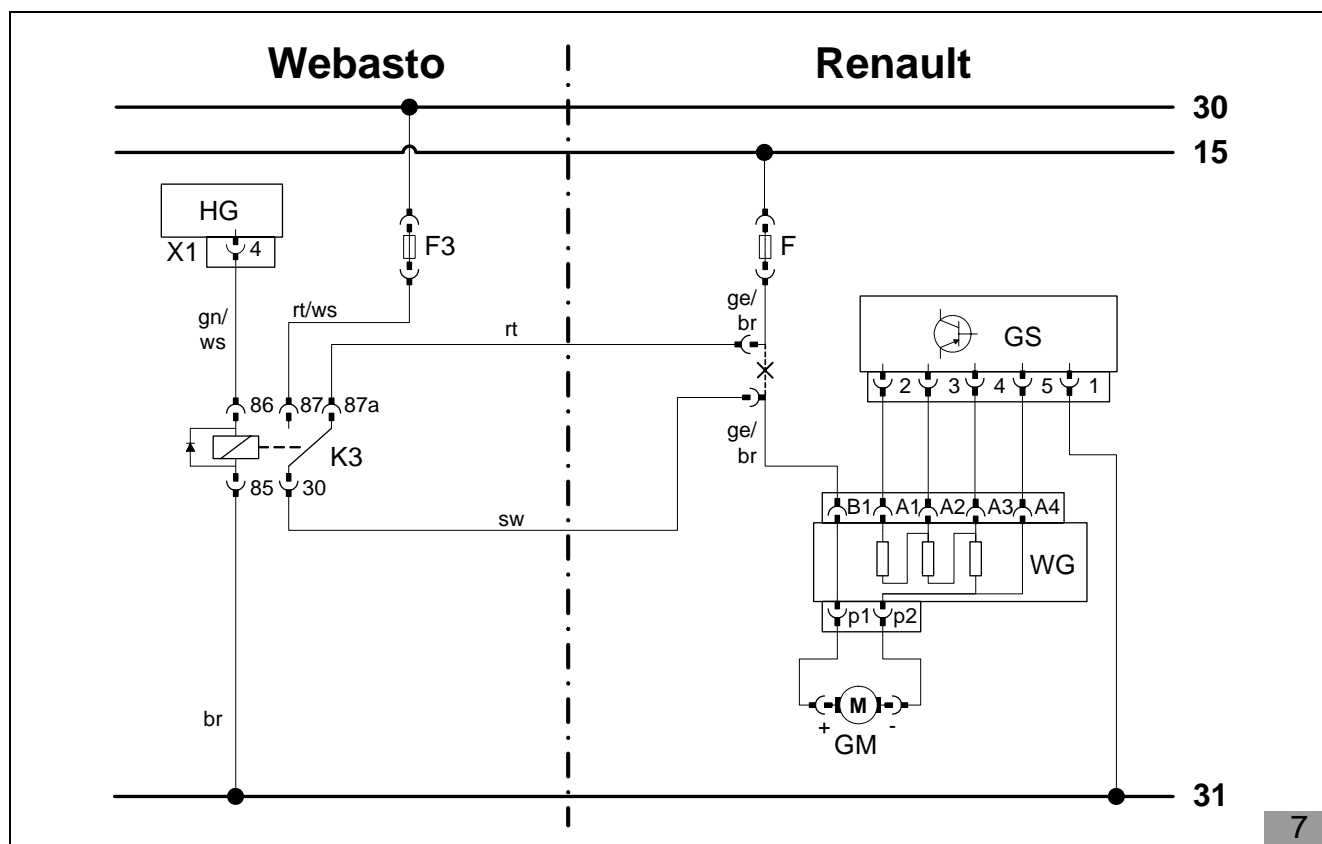 Webasto
Renault
30
15
HG
X1
4
F3
F
gn/
ws
rt/ws
rt
ge/
br
GS
2 3 4 5 1
86 87 87a
K3
85 30
ge/
br
sw
B1 A1 A2 A3 A4
WG
p1 p2
M
+ -
GM
br
31
7